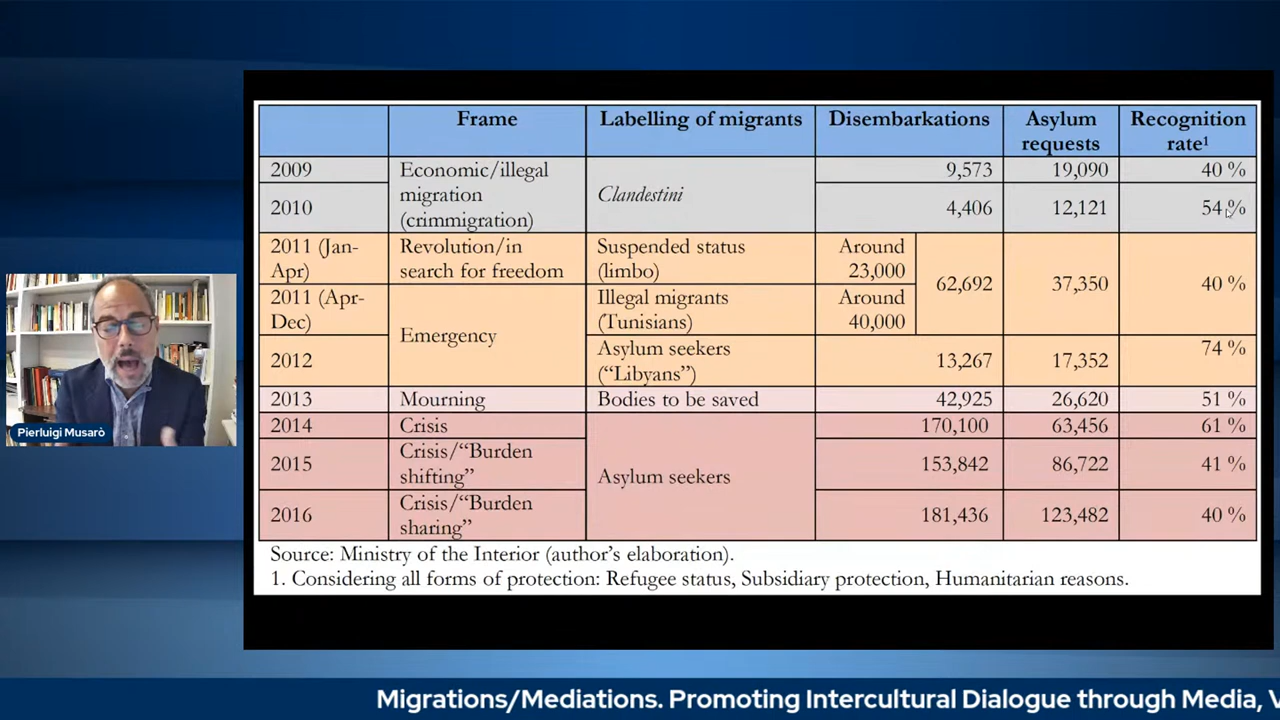 Frame
Labelling of migrants
Disembarkations
Asylum
requests
Recognition
rate¹
2009
Economic/illegal
migration
(crimmigration)
Clandestini
9,573
19,090
40 %
2010
4,406
12,121
54 %
2011 (Jan-
Apr)
Revolution/in
search for freedom
Suspended status
(limbo)
Around
23,000
62,692
37,350
40 %
2011 (Apr-
Dec)
Emergency
Illegal migrants
(Tunisians)
Around
40,000
2012
Asylum seekers
(“Libyans”)
13,267
17,352
74 %
2013
Mourning
Bodies to be saved
42,925
26,620
51 %
2014
Crisis
Asylum seekers
170,100
63,456
61 %
2015
Crisis/“Burden
shifting”
153,842
86,722
41 %
2016
Crisis/“Burden
sharing”
181,436
123,482
40 %
Source: Ministry of the Interior (author’s elaboration).
1. Considering all forms of protection: Refugee status, Subsidiary protection, Humanitarian reasons.
Pierluigi Musarò
Migrations/Mediations. Promoting Intercultural Dialogue through Media, V